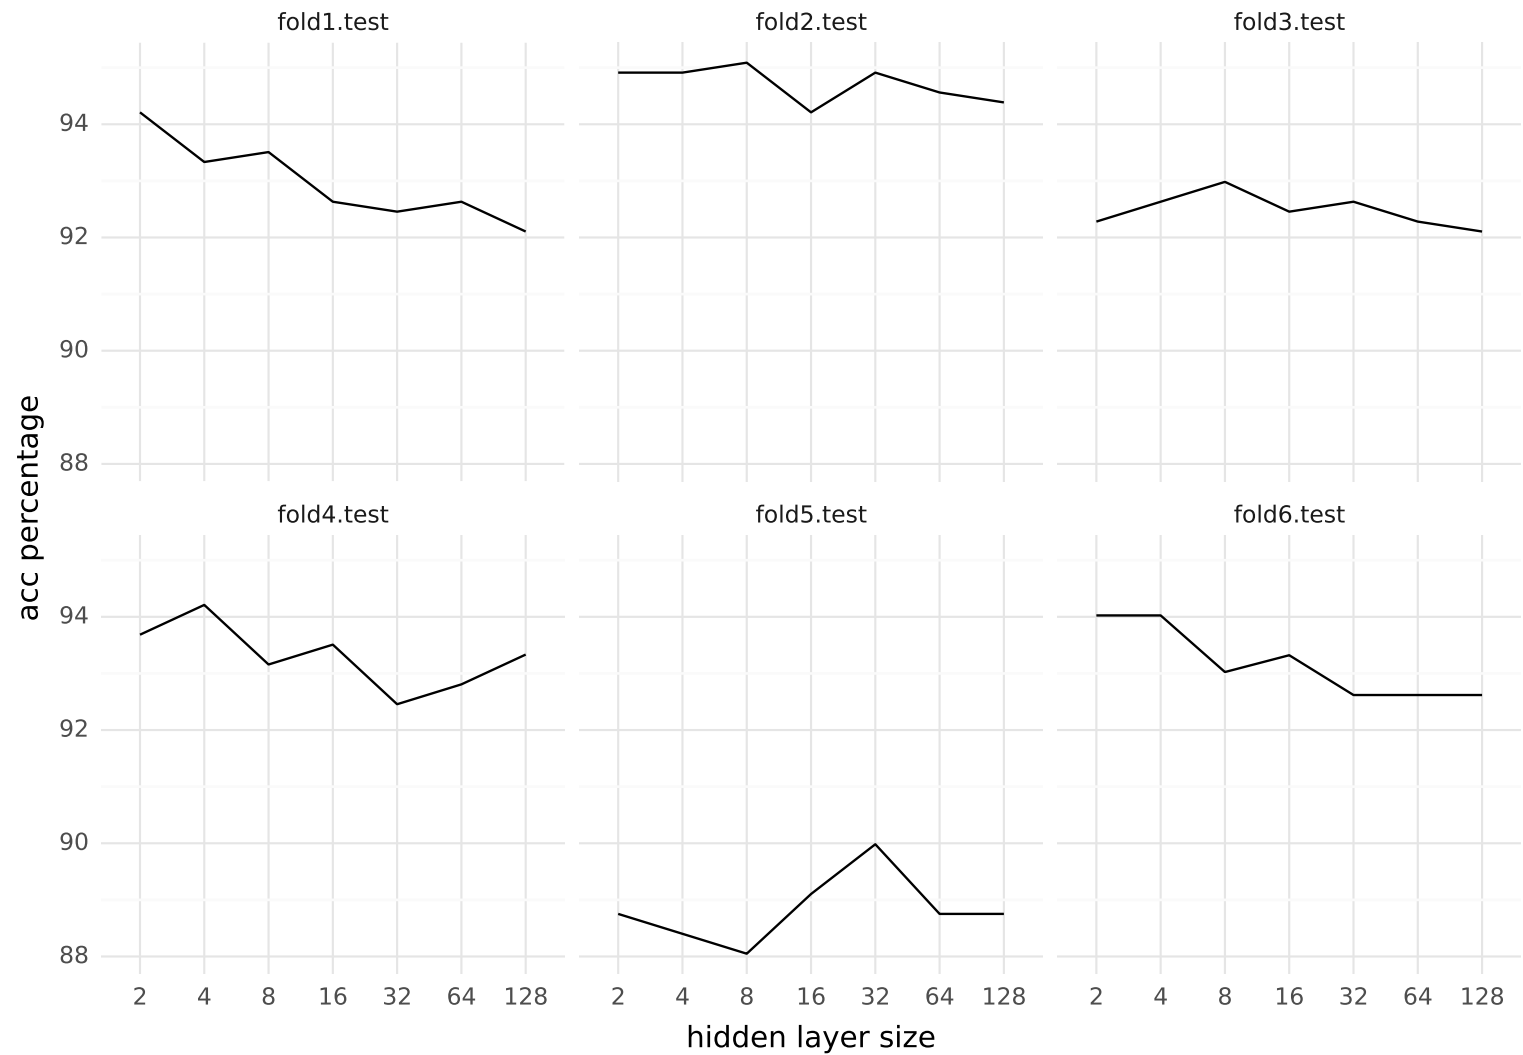 fold1.test fold2.test fold3.test
94
92
90
88
fold4.test fold5.test fold6.test
94
92
90
88
acc percentage
2 4 8 16 32 64 128 2 4 8 16 32 64 128 2 4 8 16 32 64 128
hidden layer size